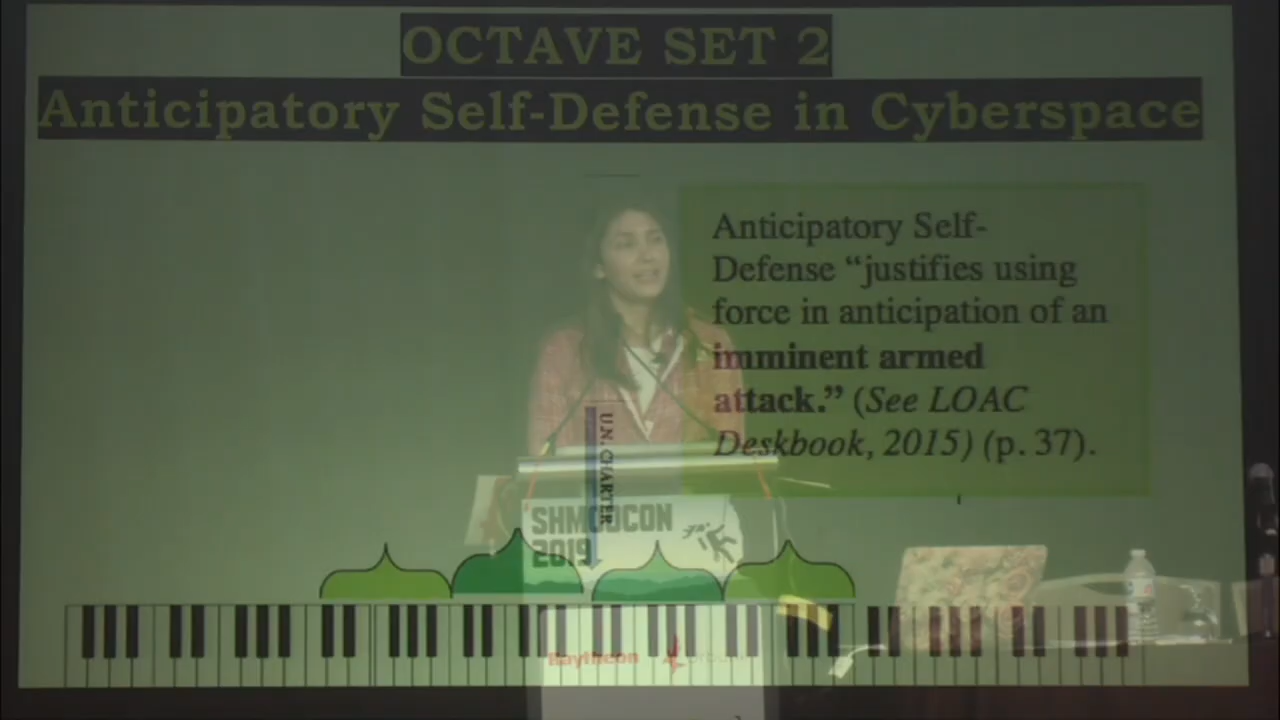 OCTAVE SET 2
Anticipatory Self-Defense in Cyberspace
Anticipatory Self-
Defense “justifies using
force in anticipation of an
imminent armed
attack.” (See LOAC
Deskbook, 2015) (p. 37).
U.N. CHARTER
SHMOOCON
2019
Raytheon